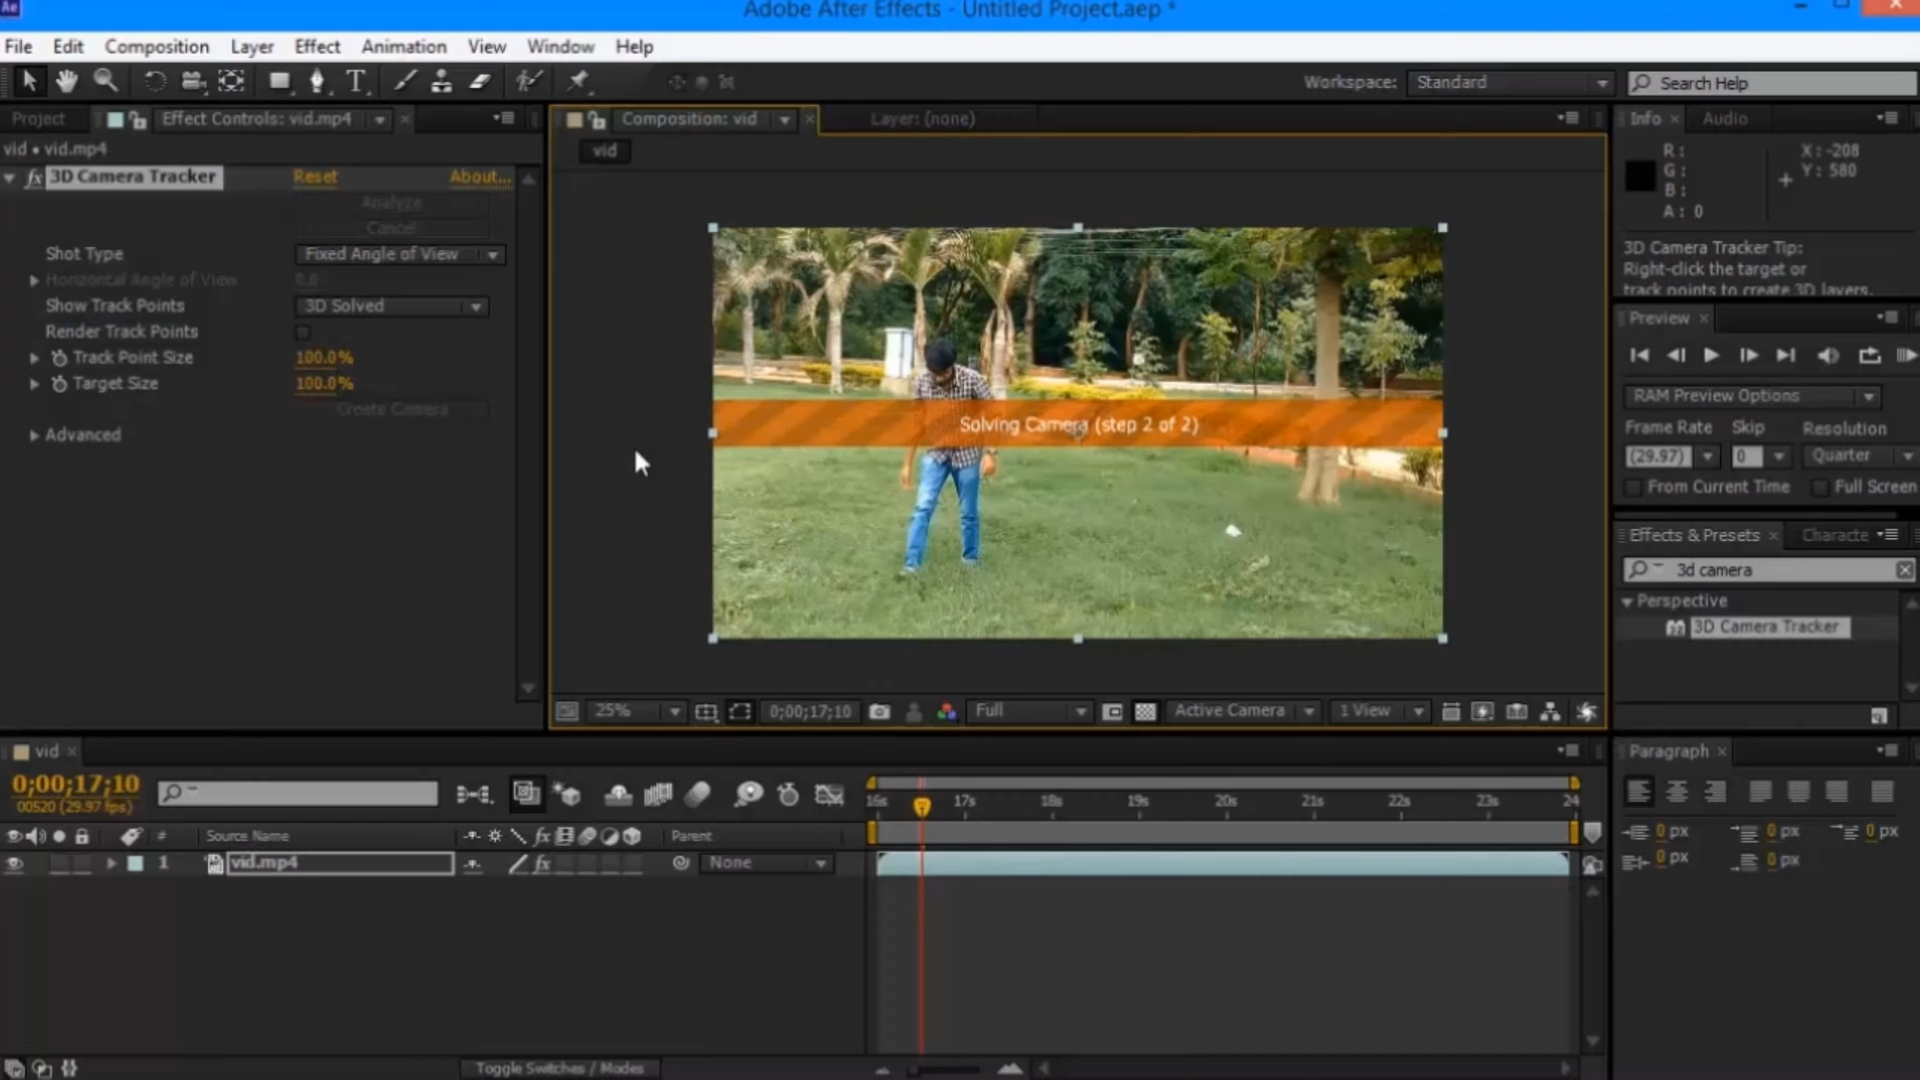 Ae
Adobe After Effects - Untitled Project.aep *
File Edit Composition Layer Effect Animation View Window Help
Workspace: Standard
Search Help
Project
Effect Controls: vid.mp4
Composition: vid
Layer: (none)
Info
Audio
vid • vid.mp4
vid
fx 3D Camera Tracker
Reset
About...
Analyze
Cancel
Shot Type
Fixed Angle of View
Horizontal Angle of View
0.0
Show Track Points
3D Solved
Render Track Points
Track Point Size
100.0%
Target Size
100.0%
Create Camera
Advanced
Solving Camera (step 2 of 2)
R :
G :
B :
A : 0
X : -208
Y : 580
3D Camera Tracker Tip:
Right-click the target or
track points to create 3D layers.
Preview
RAM Preview Options
Frame Rate Skip Resolution
(29.97) 0 Quarter
From Current Time Full Screen
Effects & Presets
Characte
3d camera
Perspective
3D Camera Tracker
25%
0;00;17;10
Full
Active Camera
1 View
vid
0;00;17;10
00520 (29.97 fps)
16s 17s 18s 19s 20s 21s 22s 23s 24
# Source Name
fx
Parent
1 vid.mp4
fx
None
Toggle Switches / Modes
Paragraph
0 px 0 px 0 px
0 px 0 px